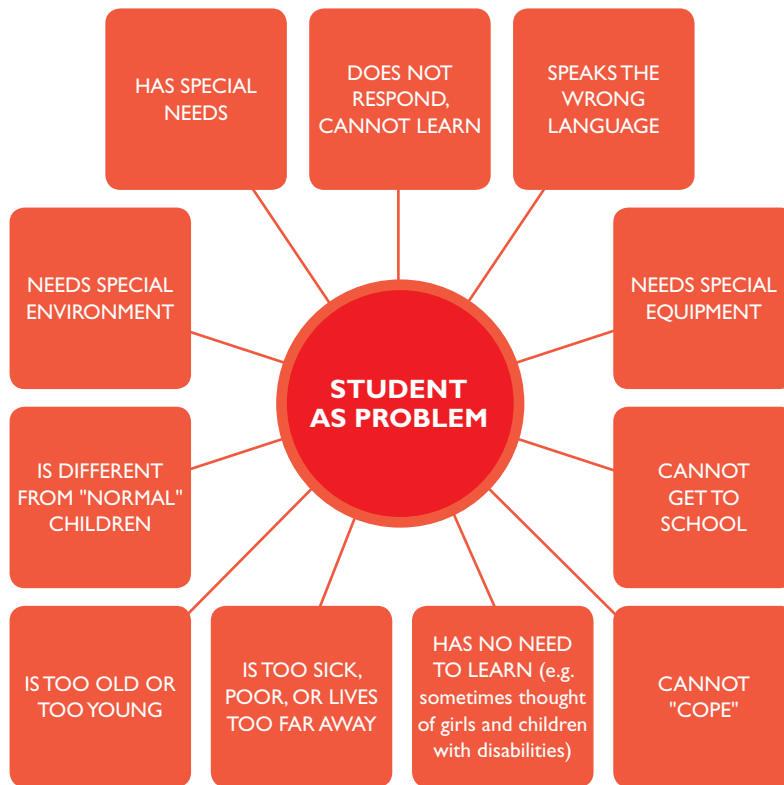 HAS SPECIAL
NEEDS
DOES NOT
RESPOND,
CANNOT LEARN
SPEAKS THE
WRONG
LANGUAGE
NEEDS SPECIAL
ENVIRONMENT
NEEDS SPECIAL
EQUIPMENT
STUDENT
AS PROBLEM
IS DIFFERENT
FROM "NORMAL"
CHILDREN
CANNOT
GET TO
SCHOOL
IS TOO OLD OR
TOO YOUNG
IS TOO SICK,
POOR, OR LIVES
TOO FAR AWAY
HAS NO NEED
TO LEARN (e.g.
sometimes thought
of girls and children
with disabilities)
CANNOT
"COPE"